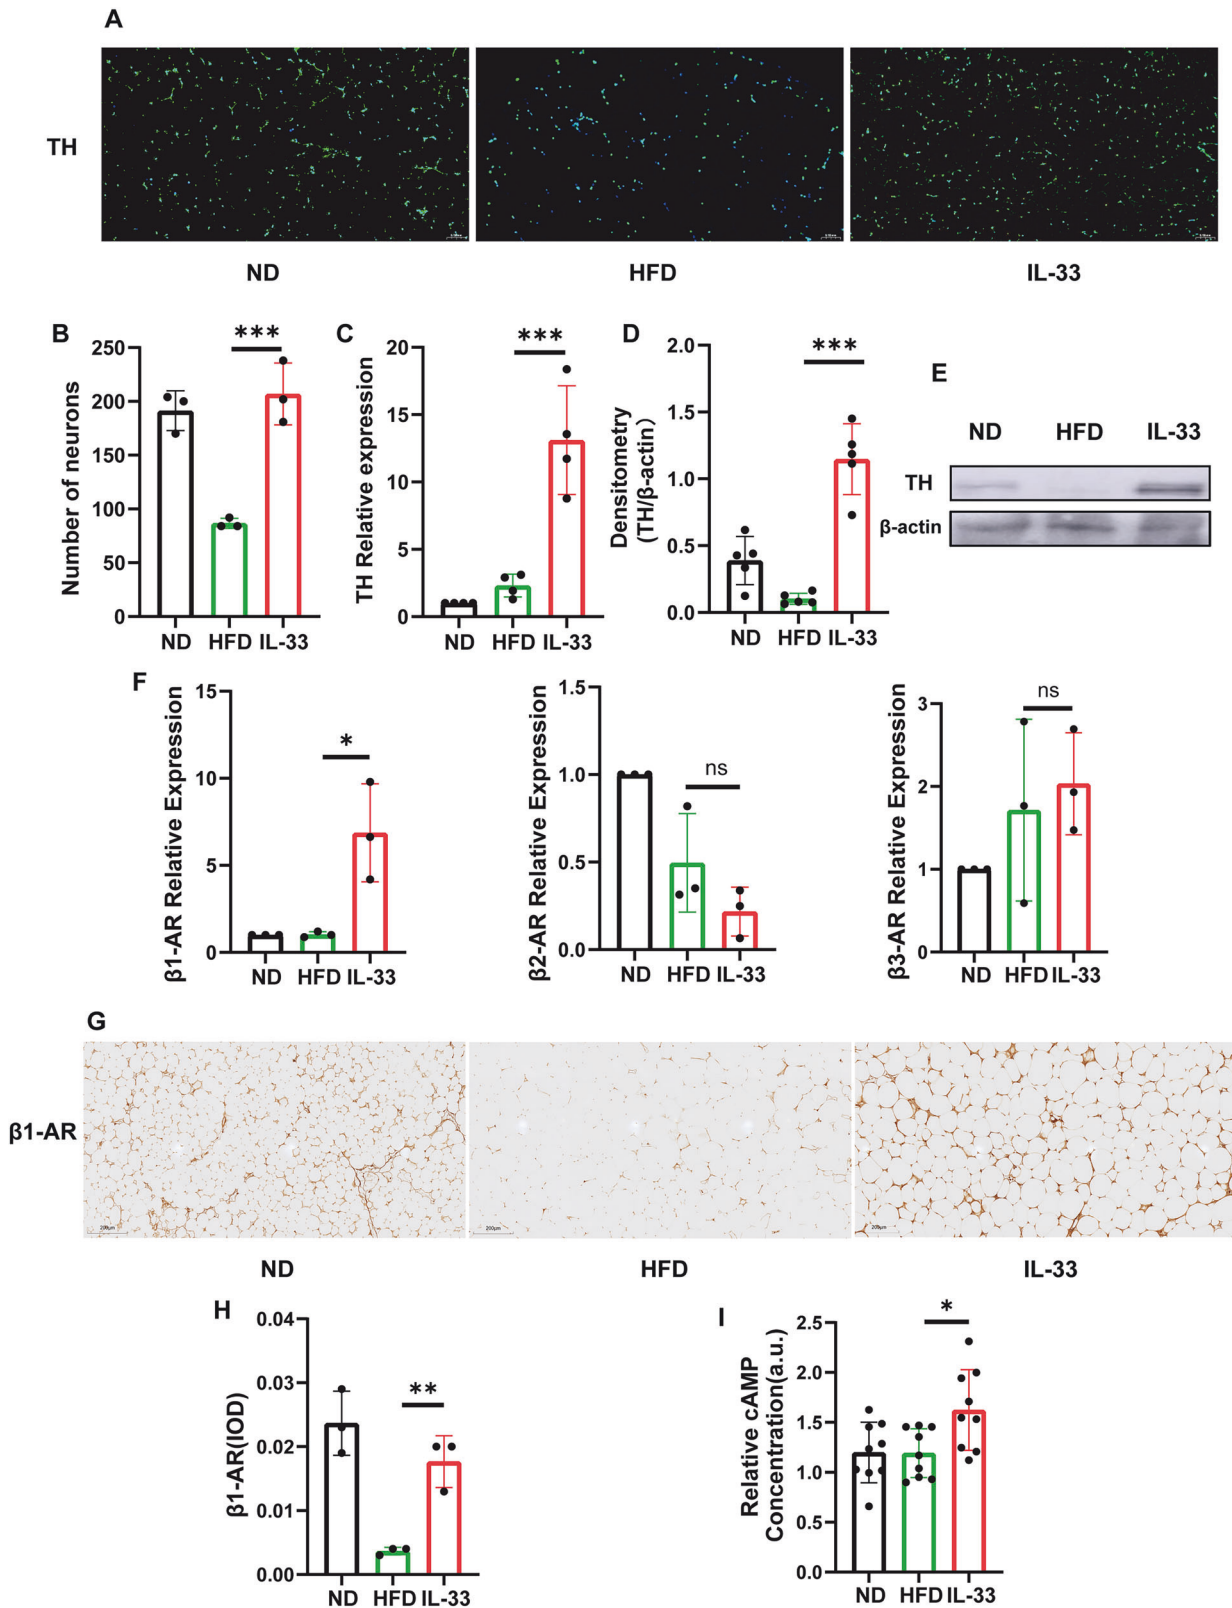 A
TH
ND HFD IL-33
B
Number of neurons
250
200
150
100
50
0
***
ND HFD IL-33
C
TH Relative expression
20
15
10
5
0
***
ND HFD IL-33
D
Densitometry
(TH/β-actin)
2.0
1.5
1.0
0.5
0.0
***
ND HFD IL-33
E
ND HFD IL-33
TH
β-actin
F
β1-AR Relative Expression
15
10
5
0
*
ND HFD IL-33
β2-AR Relative Expression
1.5
1.0
0.5
0.0
ns
ND HFD IL-33
β3-AR Relative Expression
3
2
1
0
ns
ND HFD IL-33
G
β1-AR
200μm 200μm 200μm
ND HFD IL-33
H
β1-AR(IOD)
0.04
0.03
0.02
0.01
0.00
**
ND HFD IL-33
I
Relative cAMP
Concentration(a.u.)
2.5
2.0
1.5
1.0
0.5
0.0
*
ND HFD IL-33